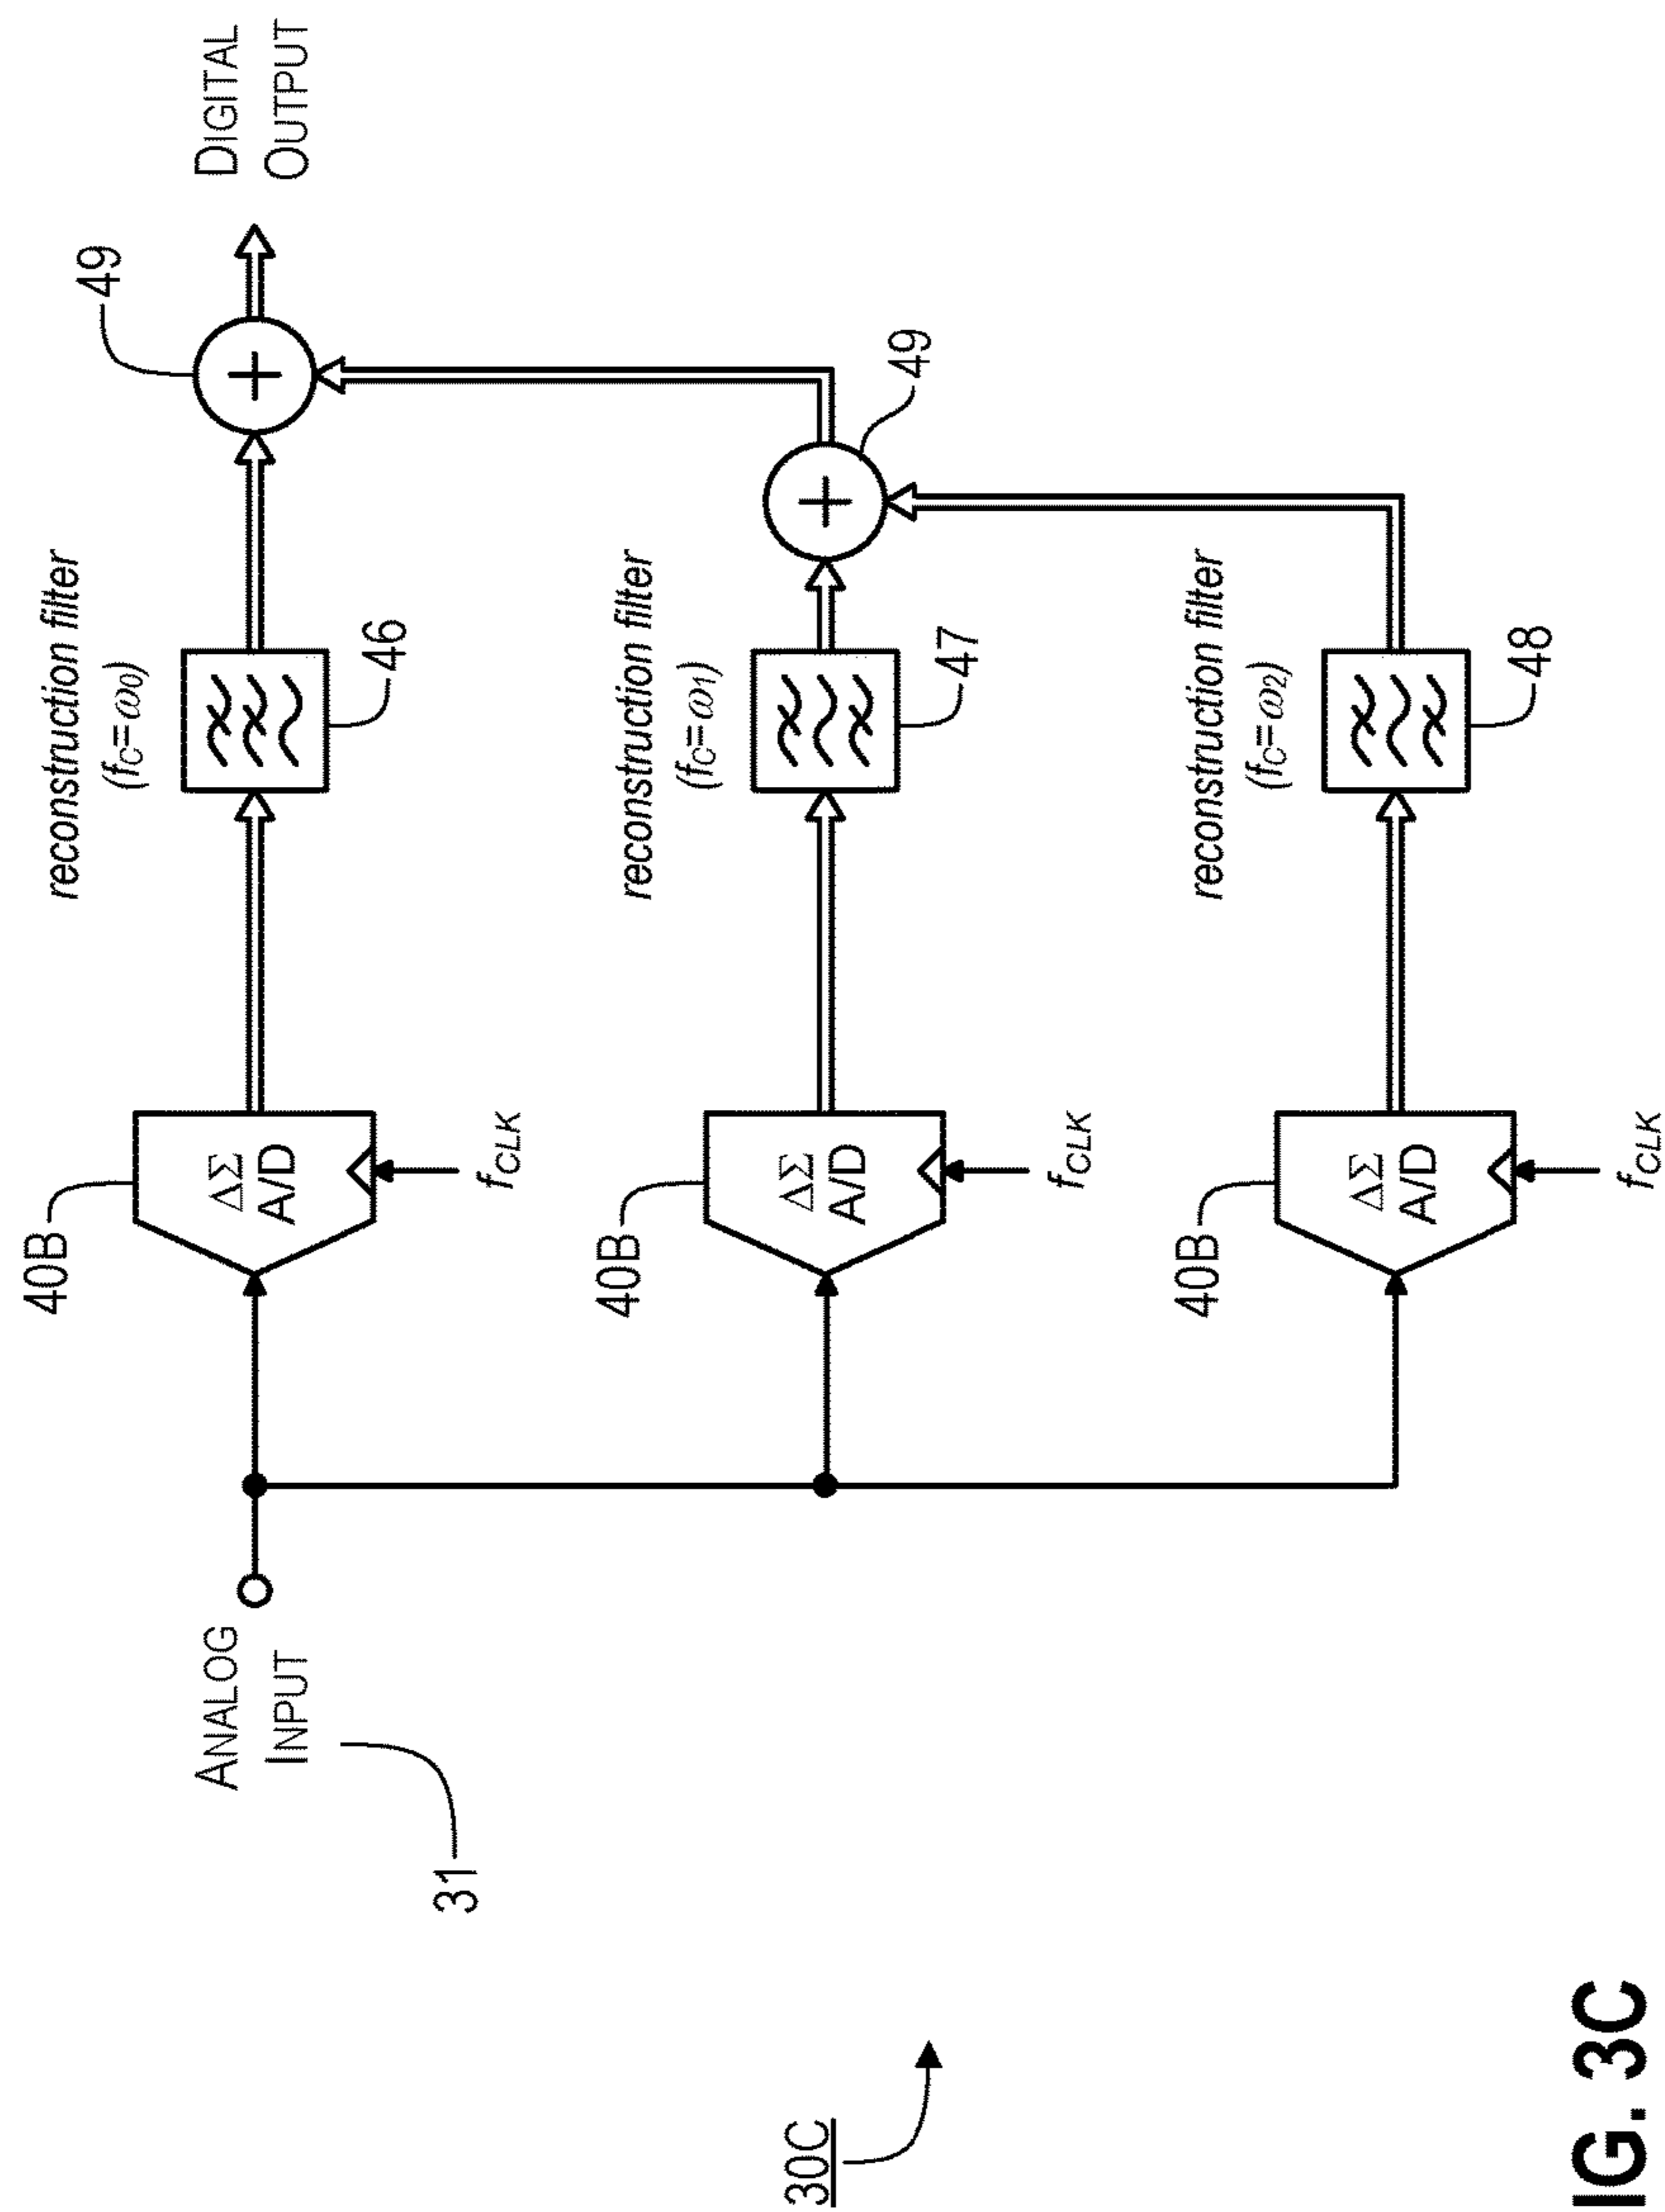 ANALOG
INPUT
31
40B
ΔΣ
A/D
fCLK
reconstruction filter
(fC=ω0)
46
49
DIGITAL
OUTPUT
40B
ΔΣ
A/D
fCLK
reconstruction filter
(fC=ω1)
47
49
40B
ΔΣ
A/D
fCLK
reconstruction filter
(fC=ω2)
48
30C
IG. 3C